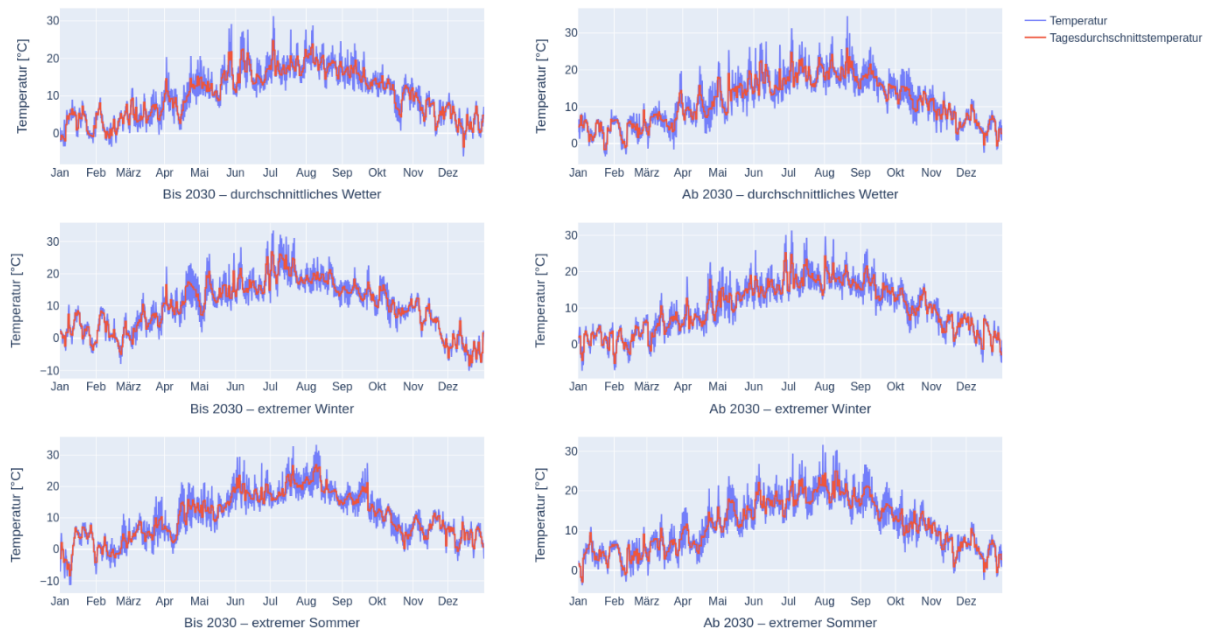 Temperatur
Tagesdurchschnittstemperatur
Temperatur [°C]
30
20
10
0
Jan Feb März Apr Mai Jun Jul Aug Sep Okt Nov Dez
Bis 2030 – durchschnittliches Wetter
Temperatur [°C]
30
20
10
0
Jan Feb März Apr Mai Jun Jul Aug Sep Okt Nov Dez
Ab 2030 – durchschnittliches Wetter
Temperatur [°C]
30
20
10
0
−10
Jan Feb März Apr Mai Jun Jul Aug Sep Okt Nov Dez
Bis 2030 – extremer Winter
Temperatur [°C]
30
20
10
0
Jan Feb März Apr Mai Jun Jul Aug Sep Okt Nov Dez
Ab 2030 – extremer Winter
Temperatur [°C]
30
20
10
0
−10
Jan Feb März Apr Mai Jun Jul Aug Sep Okt Nov Dez
Bis 2030 – extremer Sommer
Temperatur [°C]
30
20
10
0
Jan Feb März Apr Mai Jun Jul Aug Sep Okt Nov Dez
Ab 2030 – extremer Sommer